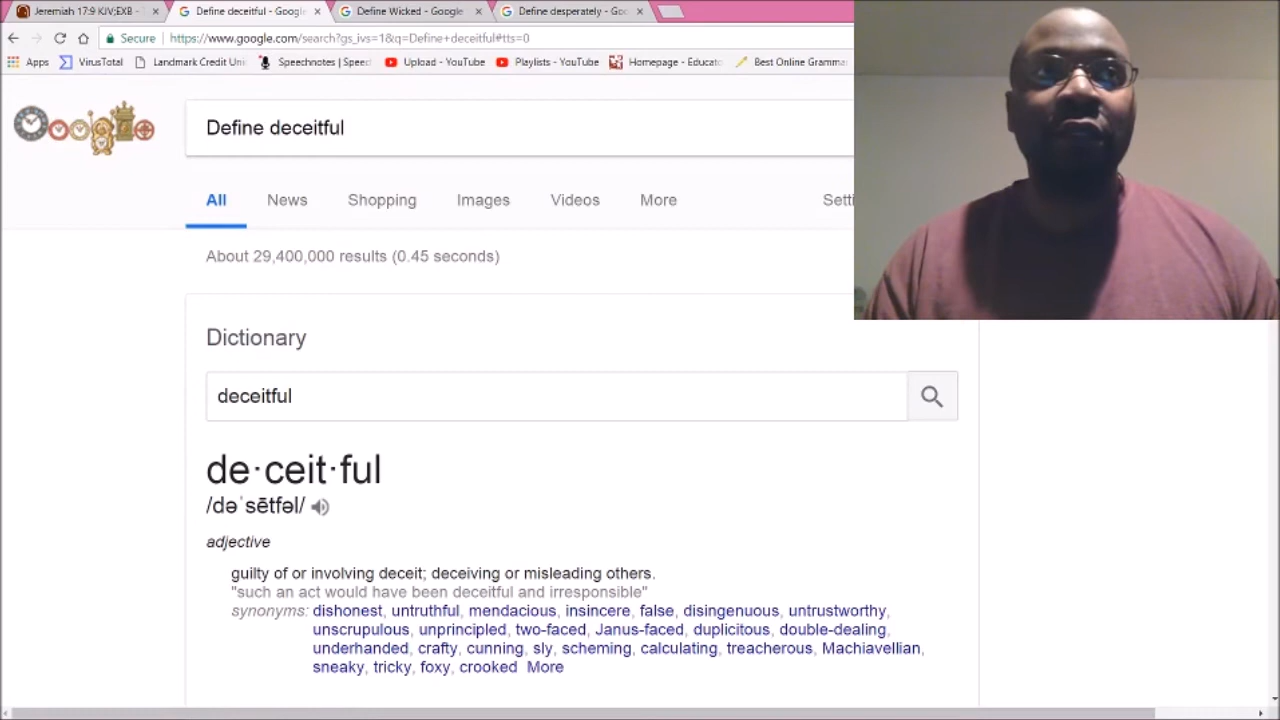 Jeremiah 17:9 KJV;EXB -
Define deceitful - Google
Define Wicked - Google
Define desperately - Goo
Secure
https://www.google.com/search?gs_ivs=1&q=Define+deceitful#tts=0
Apps
VirusTotal
Landmark Credit Uni
Speechnotes | Speec
Upload - YouTube
Playlists - YouTube
Homepage - Educato
Best Online Gramma
Google
Define deceitful
All News Shopping Images Videos More Setti
About 29,400,000 results (0.45 seconds)
Dictionary
deceitful
de·ceit·ful
/dəˈsētfəl/
adjective
guilty of or involving deceit; deceiving or misleading others.
"such an act would have been deceitful and irresponsible"
synonyms: dishonest, untruthful, mendacious, insincere, false, disingenuous, untrustworthy,
unscrupulous, unprincipled, two-faced, Janus-faced, duplicitous, double-dealing,
underhanded, crafty, cunning, sly, scheming, calculating, treacherous, Machiavellian,
sneaky, tricky, foxy, crooked More